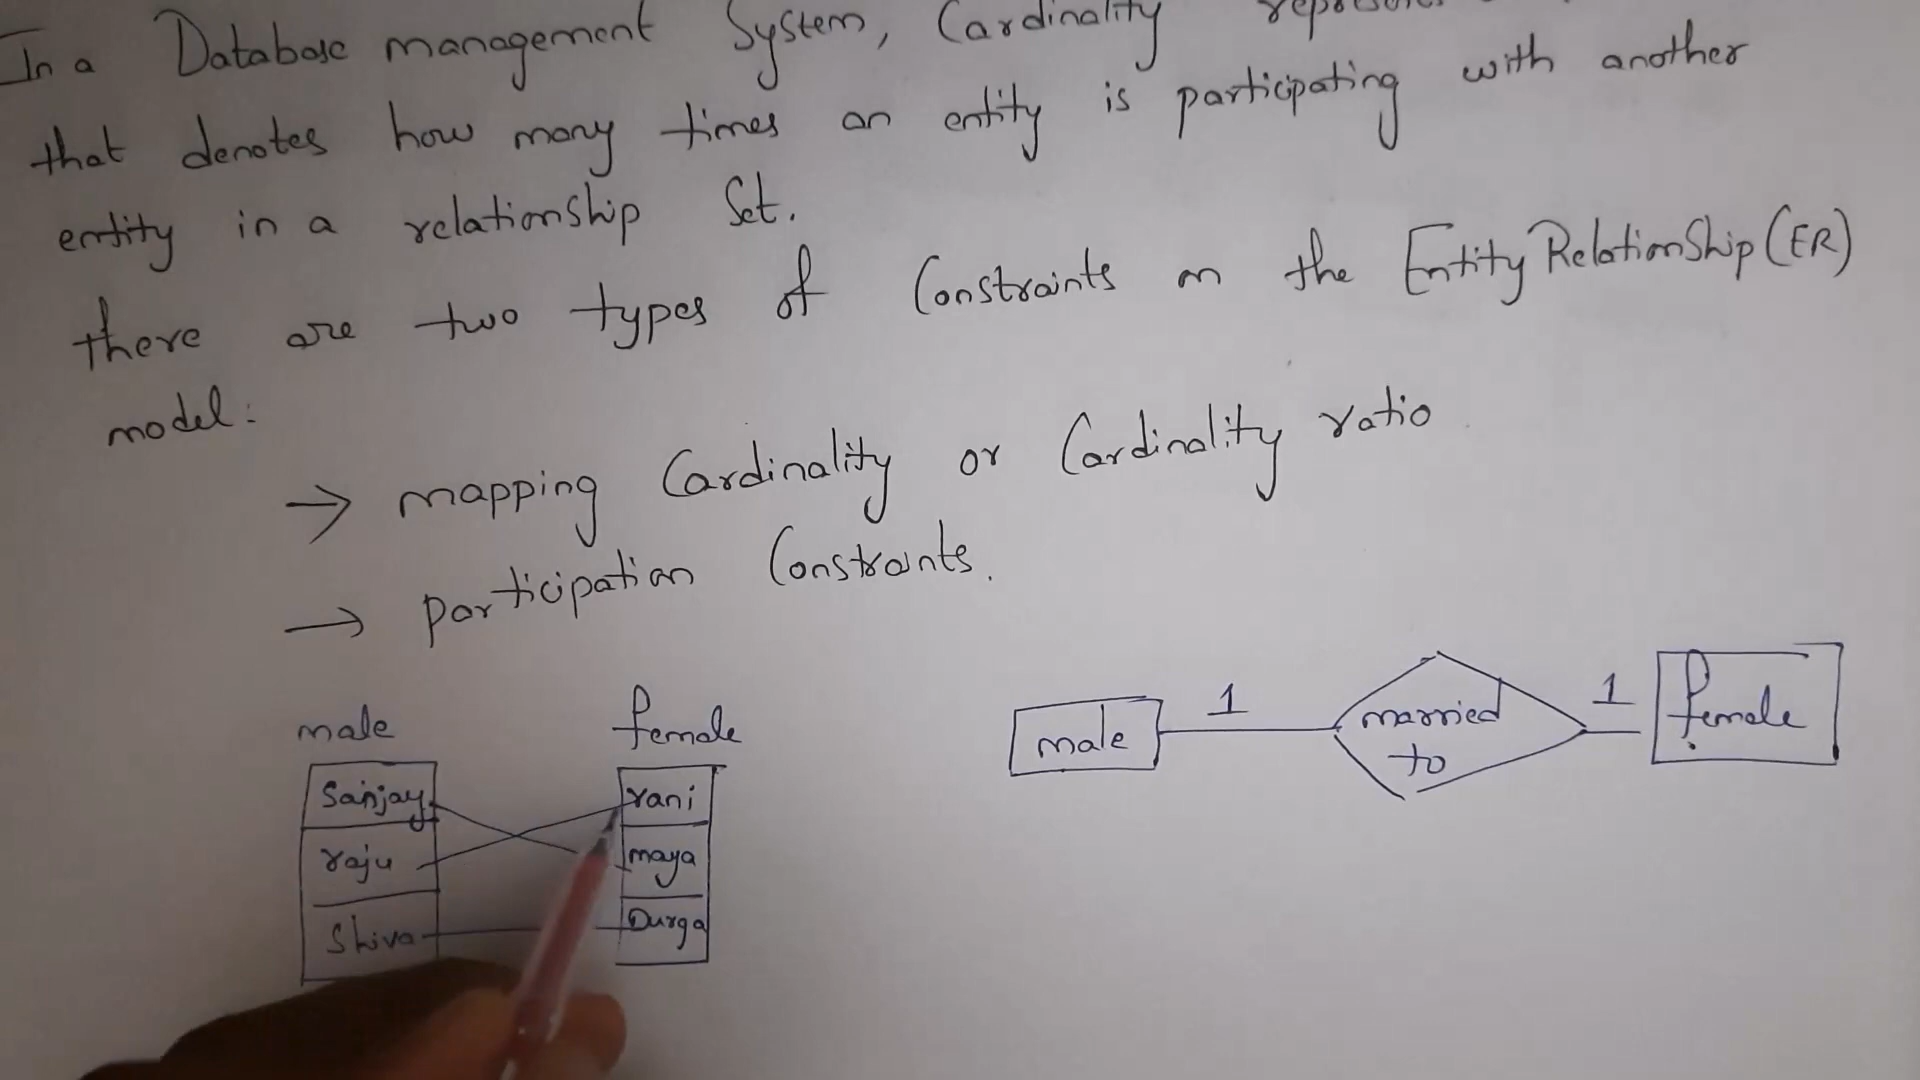 In a Database management System, Cardinality
that denotes how many times an entity is participating with another
entity in a relationship Set.
there are two types of Constraints on the Entity Relationship (ER)
model:
→ mapping Cardinality or Cardinality ratio
→ participation Constraints.
male female
Sanjay rani
raju maya
Shiva Durga
male 1 married to 1 female